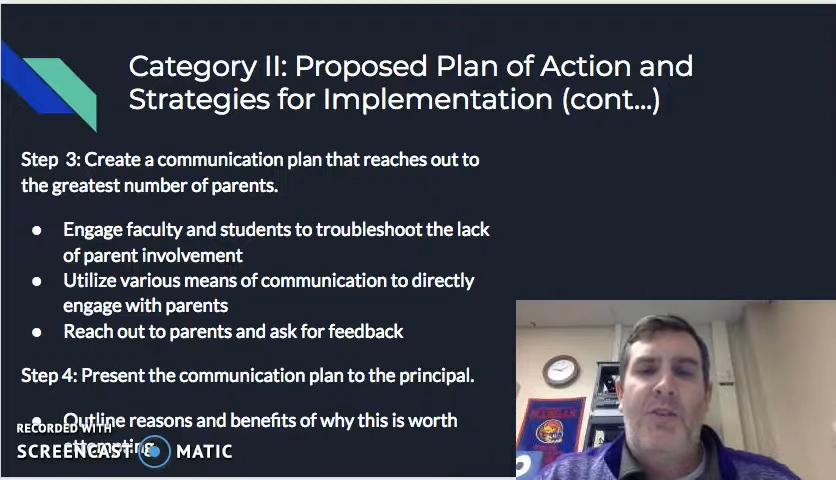 Category II: Proposed Plan of Action and
Strategies for Implementation (cont...)
Step 3: Create a communication plan that reaches out to
the greatest number of parents.
● Engage faculty and students to troubleshoot the lack
of parent involvement
● Utilize various means of communication to directly
engage with parents
● Reach out to parents and ask for feedback
Step 4: Present the communication plan to the principal.
● Outline reasons and benefits of why this is worth
attempting
RECORDED WITH
SCREENCAST MATIC
KANSAS